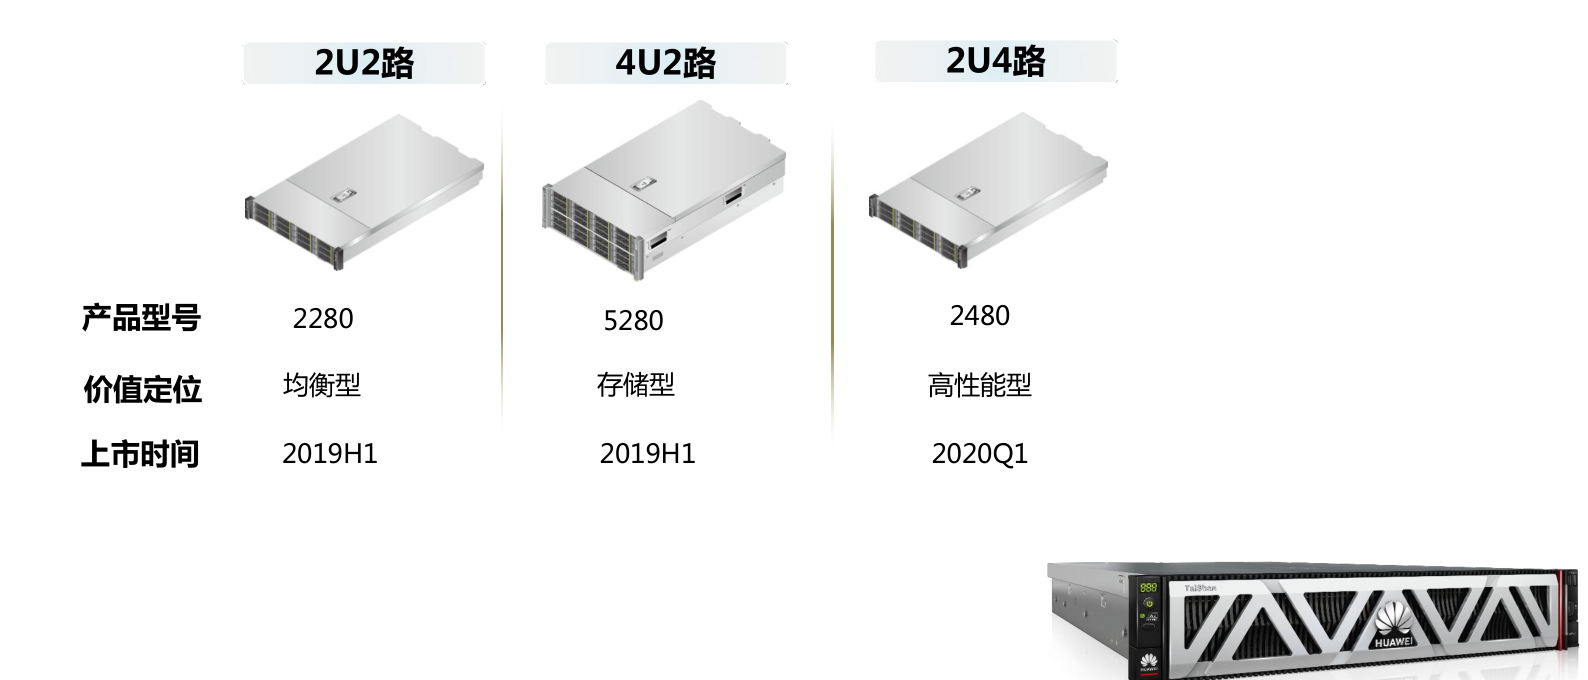 2U2路 4U2路 2U4路
产品型号 2280 5280 2480
价值定位 均衡型 存储型 高性能型
上市时间 2019H1 2019H1 2020Q1
TaiShan
HUAWEI
HUAWEI